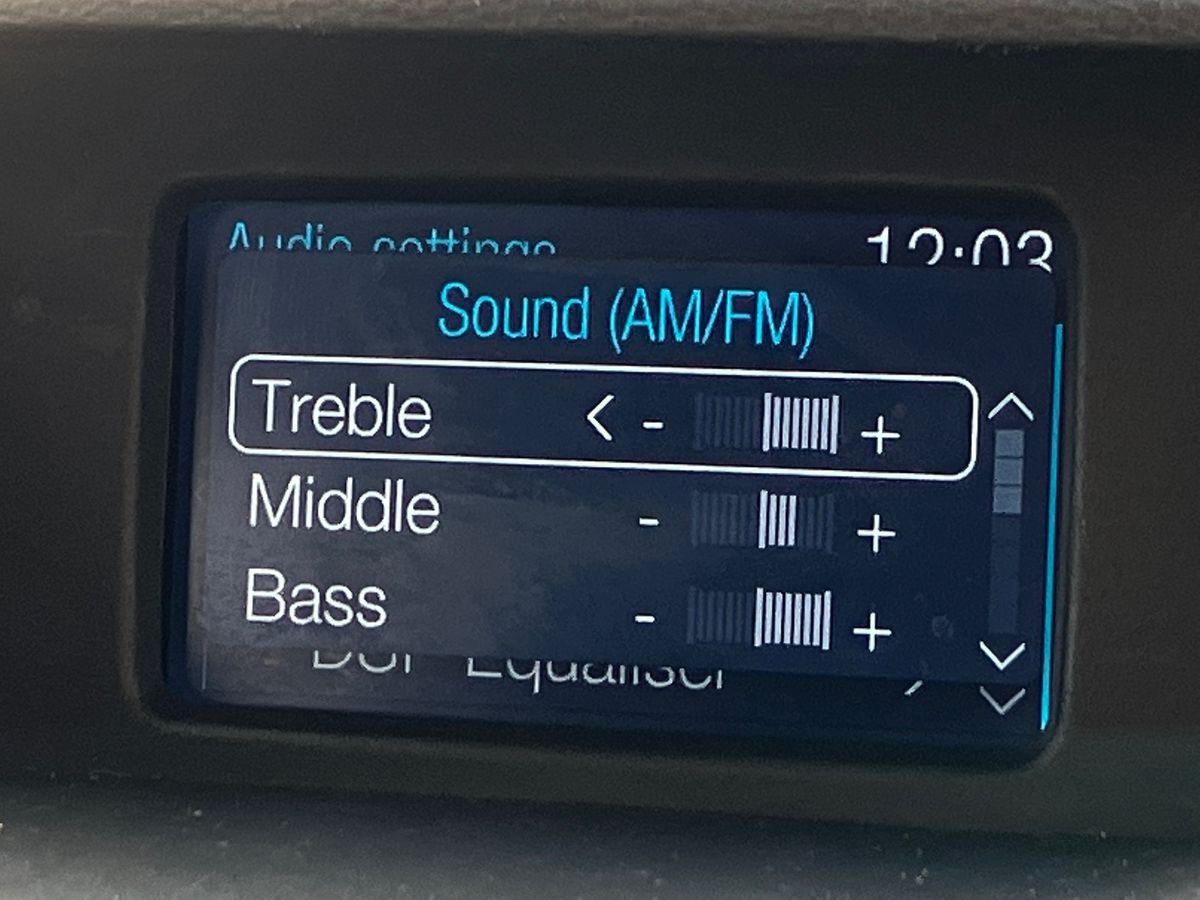 Audio settings 12:03
Sound (AM/FM)
Treble < - +
Middle - +
Bass - +
Equaliser